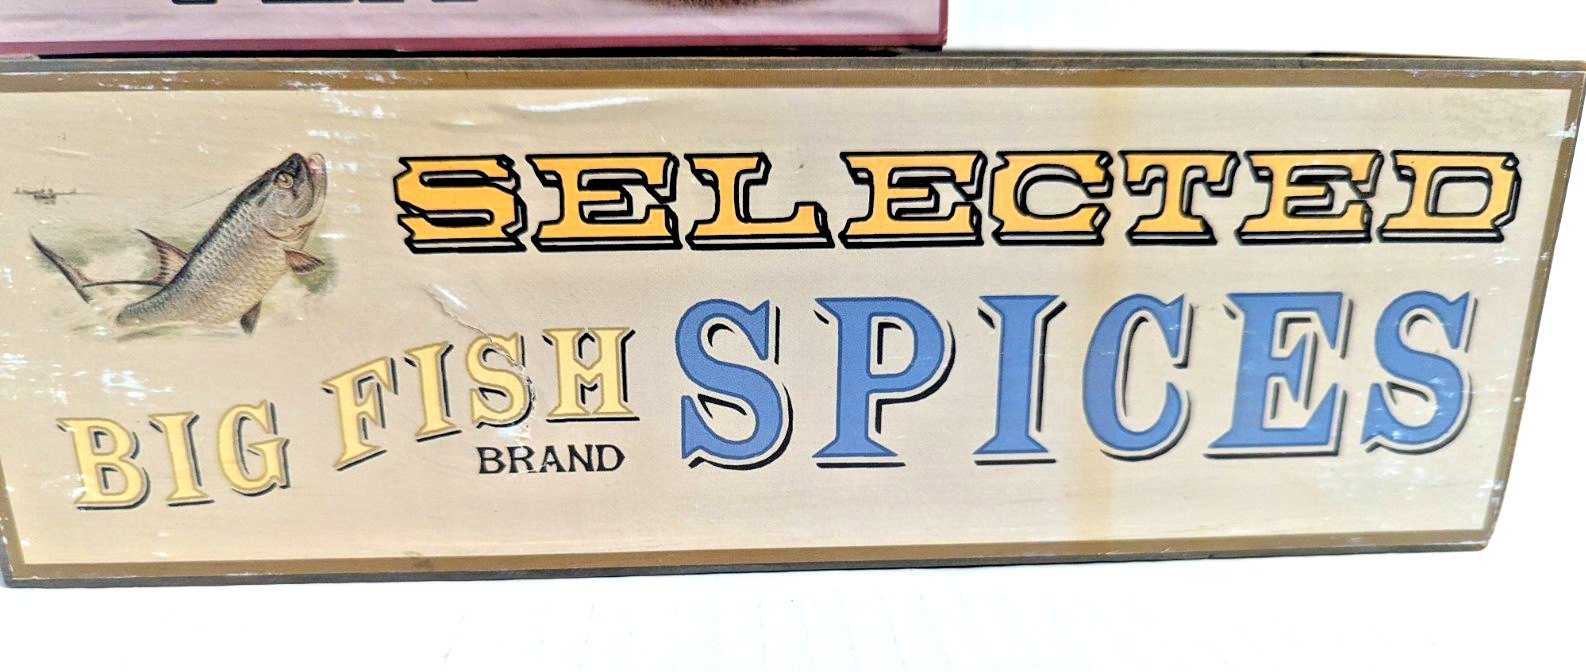 SELECTED
BIG FISH
BRAND
SPICES